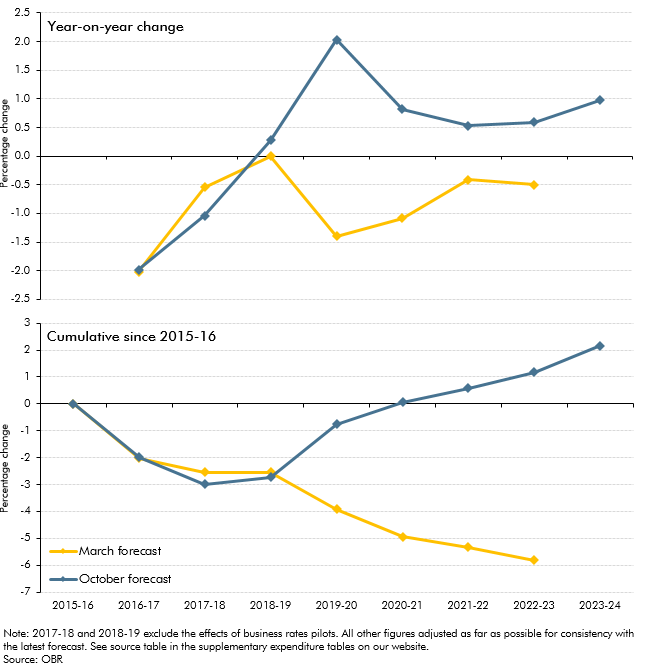 Year-on-year change
Percentage change
2.5
2.0
1.5
1.0
0.5
0.0
-0.5
-1.0
-1.5
-2.0
-2.5
Cumulative since 2015-16
Percentage change
3
2
1
0
-1
-2
-3
-4
-5
-6
-7
March forecast
October forecast
2015-16 2016-17 2017-18 2018-19 2019-20 2020-21 2021-22 2022-23 2023-24
Note: 2017-18 and 2018-19 exclude the effects of business rates pilots. All other figures adjusted as far as possible for consistency with
the latest forecast. See source table in the supplementary expenditure tables on our website.
Source: OBR